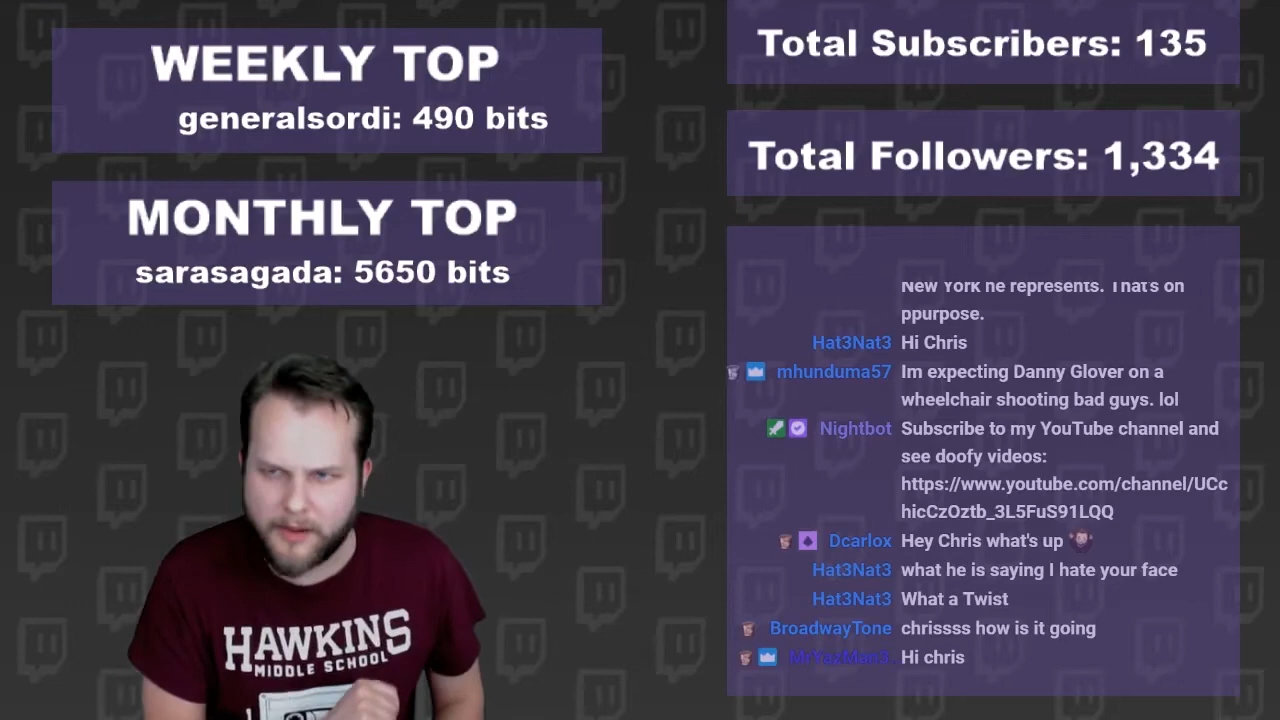 WEEKLY TOP
generalsordi: 490 bits
MONTHLY TOP
sarasagada: 5650 bits
Total Subscribers: 135
Total Followers: 1,334
New York he represents. That's on
ppurpose.
Hat3Nat3 Hi Chris
mhunduma57 Im expecting Danny Glover on a
wheelchair shooting bad guys. lol
Nightbot Subscribe to my YouTube channel and
see doofy videos:
https://www.youtube.com/channel/UCc
hicCzOztb_3L5FuS91LQQ
Dcarlox Hey Chris what's up
Hat3Nat3 what he is saying I hate your face
Hat3Nat3 What a Twist
BroadwayTone chrissss how is it going
MrYazMan3.. Hi chris
HAWKINS
MIDDLE SCHOOL